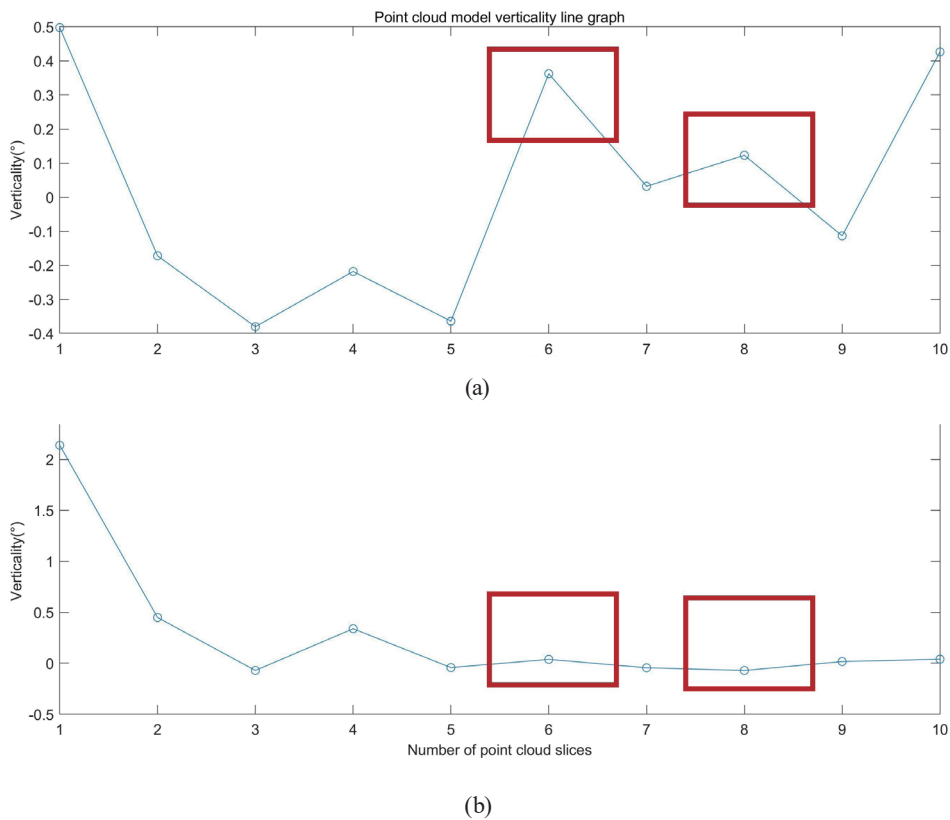 Point cloud model verticality line graph
0.5
0.4
0.3
0.2
0.1
0
-0.1
-0.2
-0.3
-0.4
Verticality(°)
1 2 3 4 5 6 7 8 9 10
(a)
2
1.5
1
0.5
0
-0.5
Verticality(°)
1 2 3 4 5 6 7 8 9 10
Number of point cloud slices
(b)